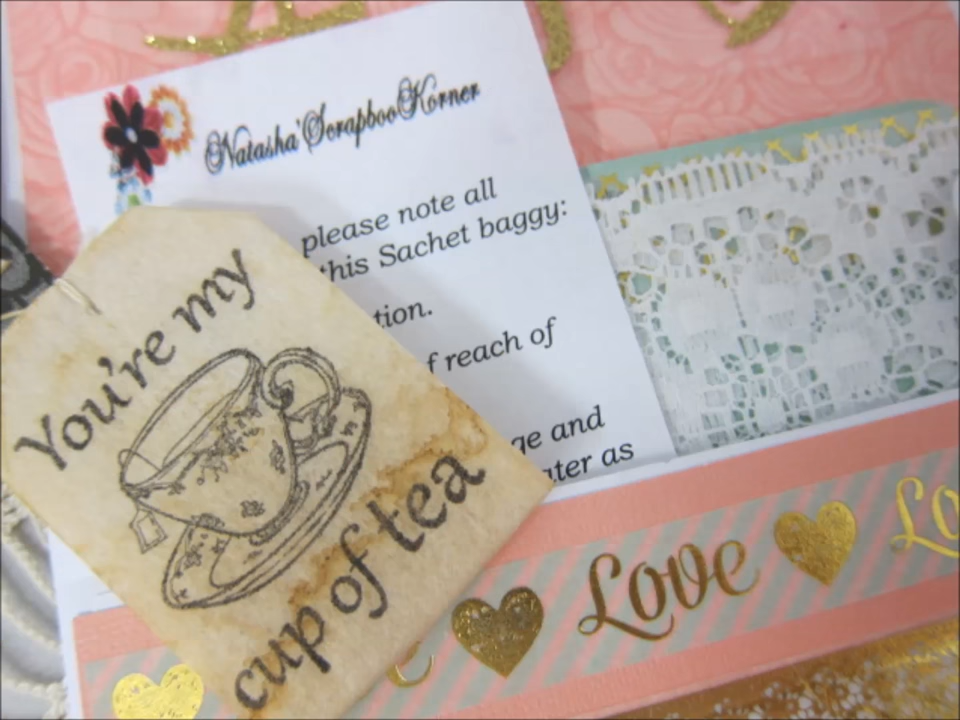 Natasha'ScrapbooKorner
please note all
this Sachet baggy:
tion.
f reach of
ge and
ater as
You're my
cup of tea
Love
Lo